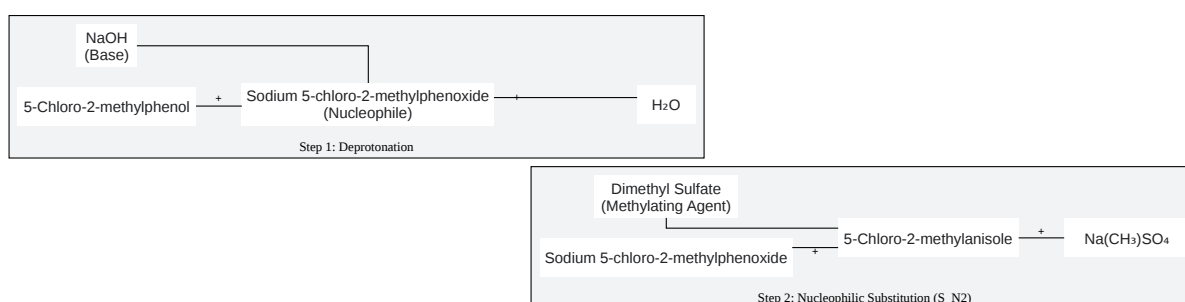 NaOH
(Base)
5-Chloro-2-methylphenol
+
Sodium 5-chloro-2-methylphenoxide
(Nucleophile)
+
H₂O
Step 1: Deprotonation
Dimethyl Sulfate
(Methylating Agent)
Sodium 5-chloro-2-methylphenoxide
+
5-Chloro-2-methylanisole
+
Na(CH₃)SO₄
Step 2: Nucleophilic Substitution (S_N2)